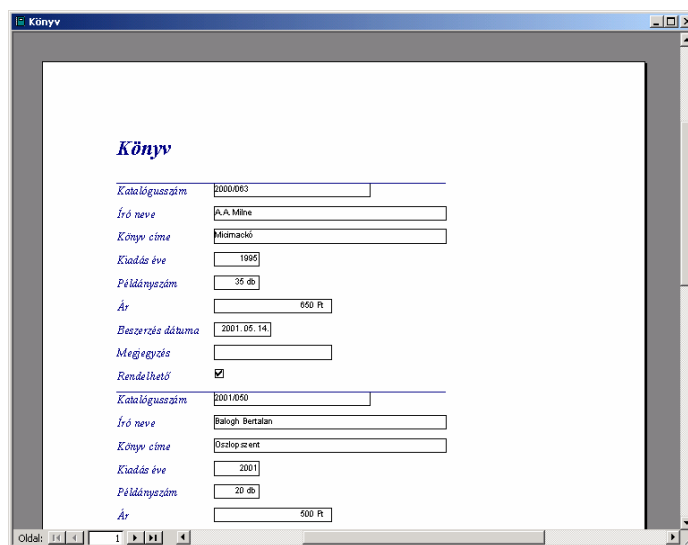 Könyv
Könyv
Katalógusszám 2000/063
Író neve A.A. Milne
Könyv címe Micimackó
Kiadás éve 1995
Példányszám 35 db
Ár 650 Ft
Beszerzés dátuma 2001. 05. 14.
Megjegyzés
Rendelhető
Katalógusszám 2001/050
Író neve Balogh Bertalan
Könyv címe Oszlopszent
Kiadás éve 2001
Példányszám 20 db
Ár 500 Ft
Oldal: 1